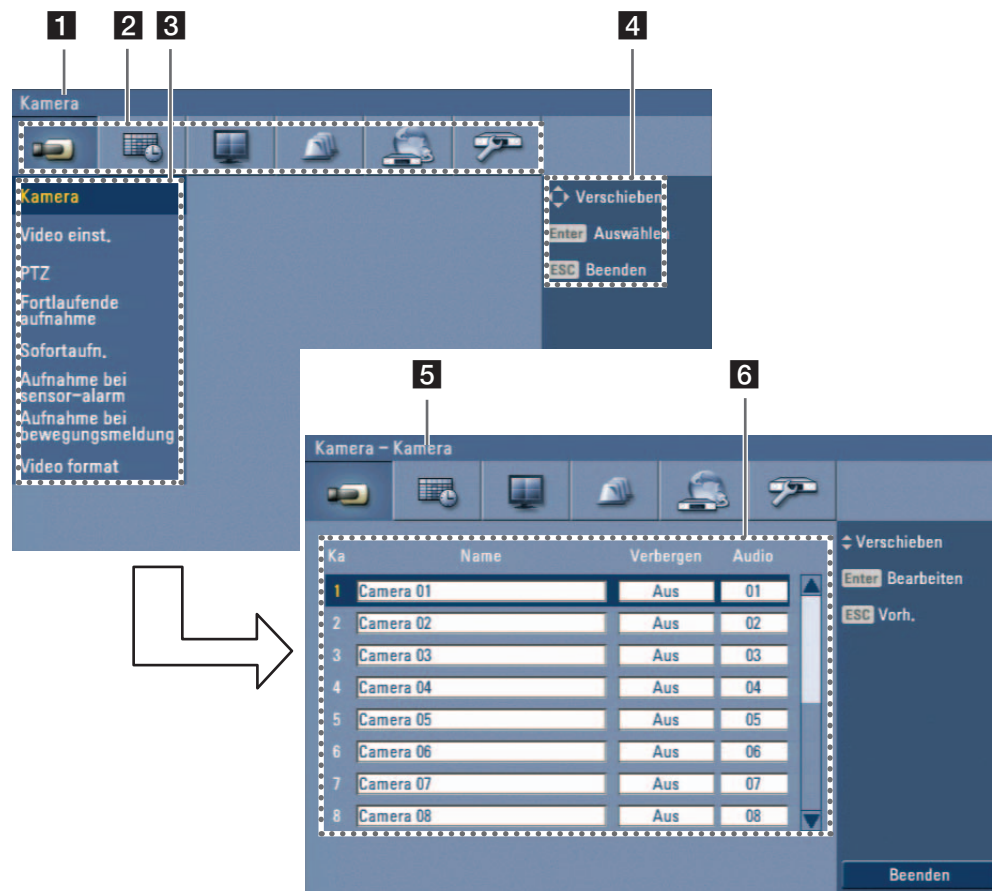 1 2 3 4
Kamera
Kamera
Video einst.
PTZ
Fortlaufende
aufnahme
Sofortaufn.
Aufnahme bei
sensor-alarm
Aufnahme bei
bewegungsmeldung
Video format
Verschieben
Enter Auswählen
ESC Beenden
5 6
Kamera – Kamera
Ka Name Verbergen Audio
1 Camera 01 Aus 01
2 Camera 02 Aus 02
3 Camera 03 Aus 03
4 Camera 04 Aus 04
5 Camera 05 Aus 05
6 Camera 06 Aus 06
7 Camera 07 Aus 07
8 Camera 08 Aus 08
Verschieben
Enter Bearbeiten
ESC Vorh.
Beenden